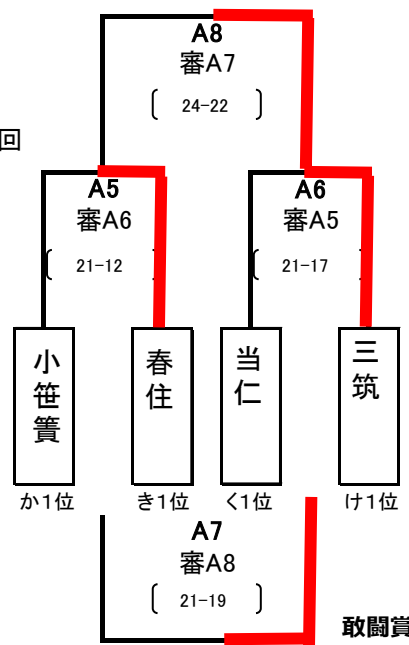 A8
審A7
24-22
回
A5
審A6
21-12
A6
審A5
21-17
小笹簀
春住
当仁
三筑
か1位
き1位
く1位
け1位
A7
審A8
21-19
敢闘賞